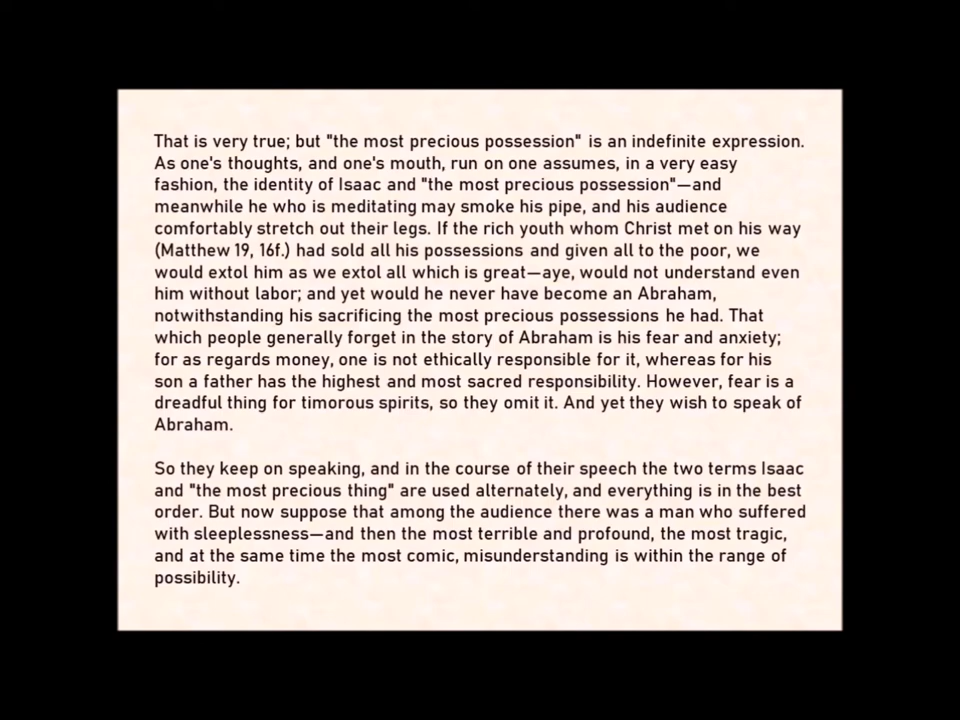 That is very true; but "the most precious possession" is an indefinite expression.
As one's thoughts, and one's mouth, run on one assumes, in a very easy
fashion, the identity of Isaac and "the most precious possession"—and
meanwhile he who is meditating may smoke his pipe, and his audience
comfortably stretch out their legs. If the rich youth whom Christ met on his way
(Matthew 19, 16f.) had sold all his possessions and given all to the poor, we
would extol him as we extol all which is great—aye, would not understand even
him without labor; and yet would he never have become an Abraham,
notwithstanding his sacrificing the most precious possessions he had. That
which people generally forget in the story of Abraham is his fear and anxiety;
for as regards money, one is not ethically responsible for it, whereas for his
son a father has the highest and most sacred responsibility. However, fear is a
dreadful thing for timorous spirits, so they omit it. And yet they wish to speak of
Abraham.
So they keep on speaking, and in the course of their speech the two terms Isaac
and "the most precious thing" are used alternately, and everything is in the best
order. But now suppose that among the audience there was a man who suffered
with sleeplessness—and then the most terrible and profound, the most tragic,
and at the same time the most comic, misunderstanding is within the range of
possibility.